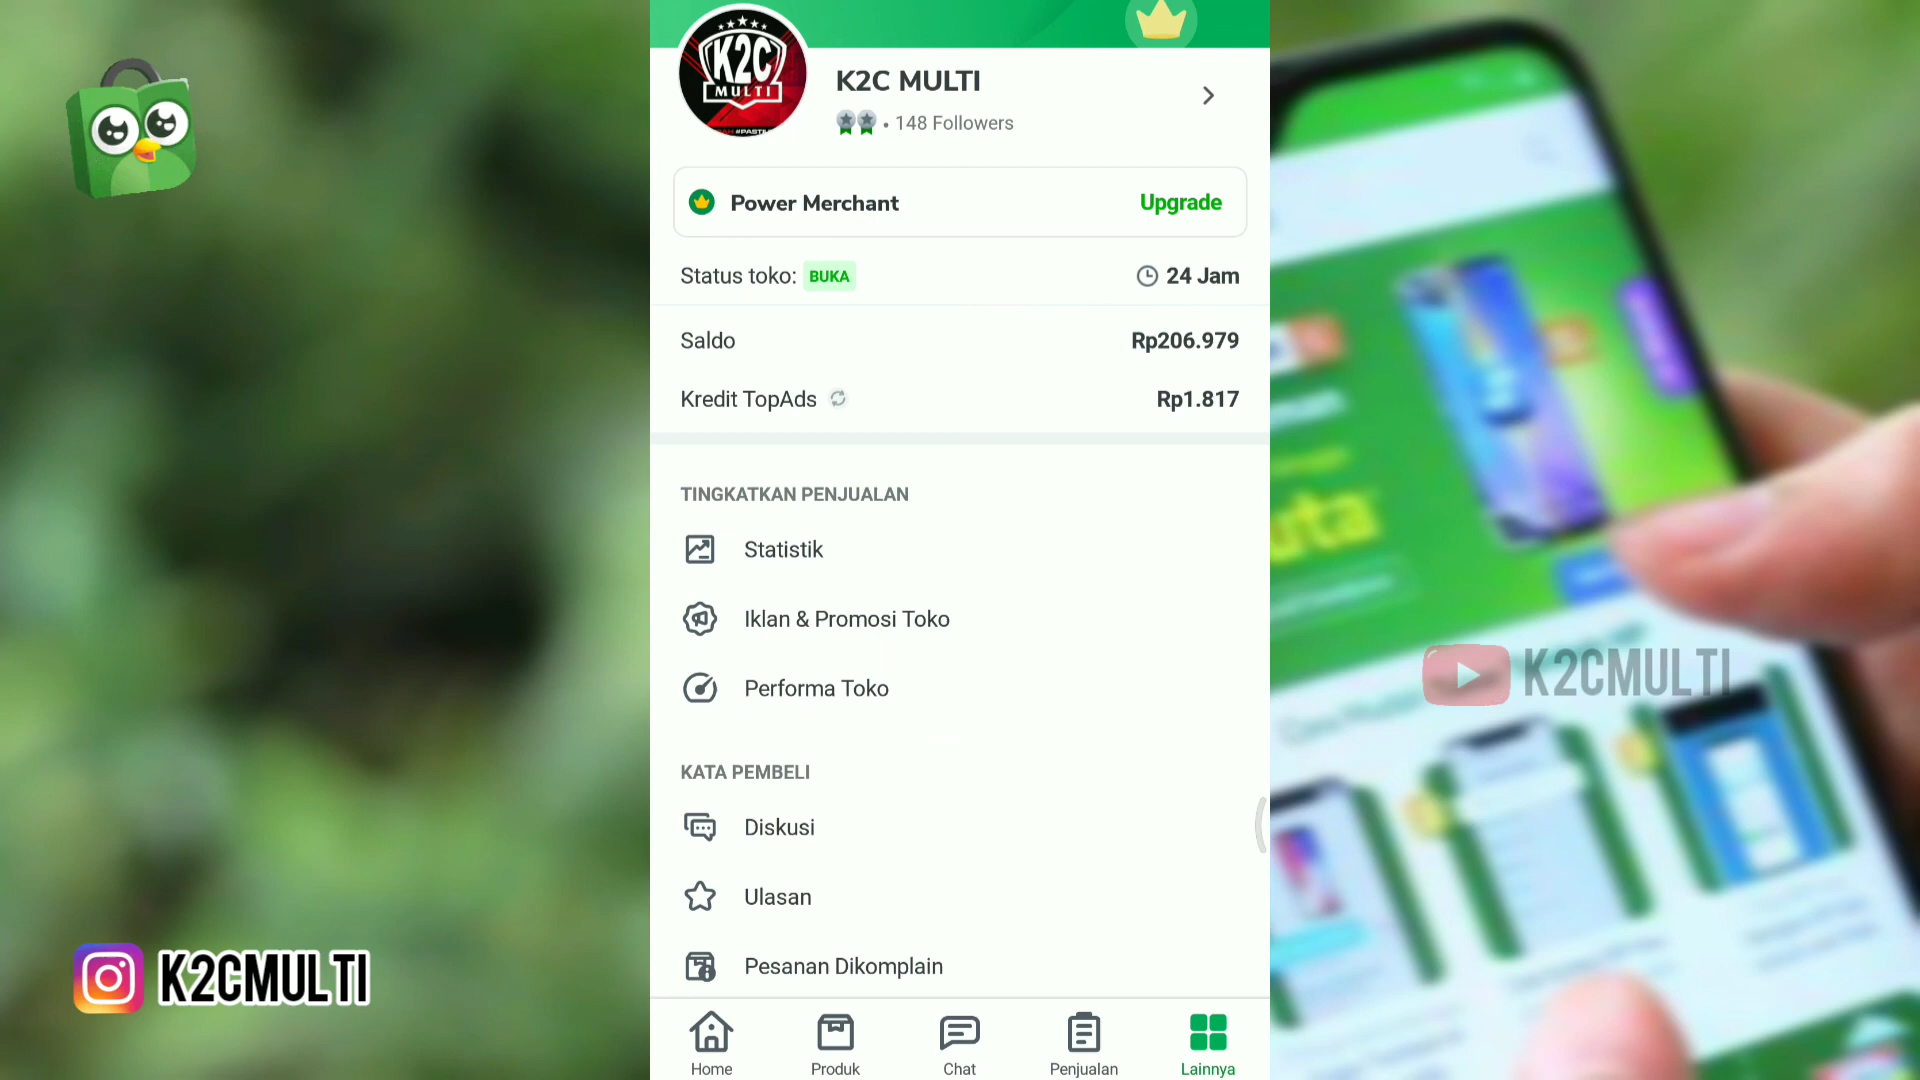 K2C
MULTI
K2C MULTI
• 148 Followers
Power Merchant
Upgrade
Status toko: BUKA
24 Jam
Saldo
Rp206.979
Kredit TopAds
Rp1.817
TINGKATKAN PENJUALAN
Statistik
Iklan & Promosi Toko
Performa Toko
KATA PEMBELI
Diskusi
Ulasan
Pesanan Dikomplain
Home
Produk
Chat
Penjualan
Lainnya
K2CMULTI
K2CMULTI
uta